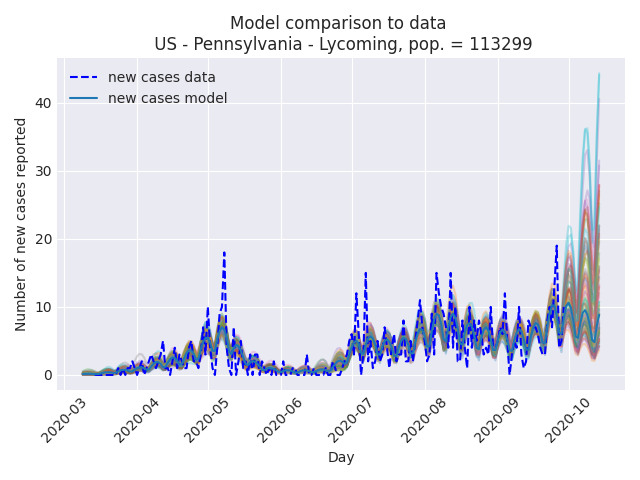 Model comparison to data
US - Pennsylvania - Lycoming, pop. = 113299
new cases data
new cases model
Number of new cases reported
40
30
20
10
0
2020-03
2020-04
2020-05
2020-06
2020-07
2020-08
2020-09
2020-10
Day